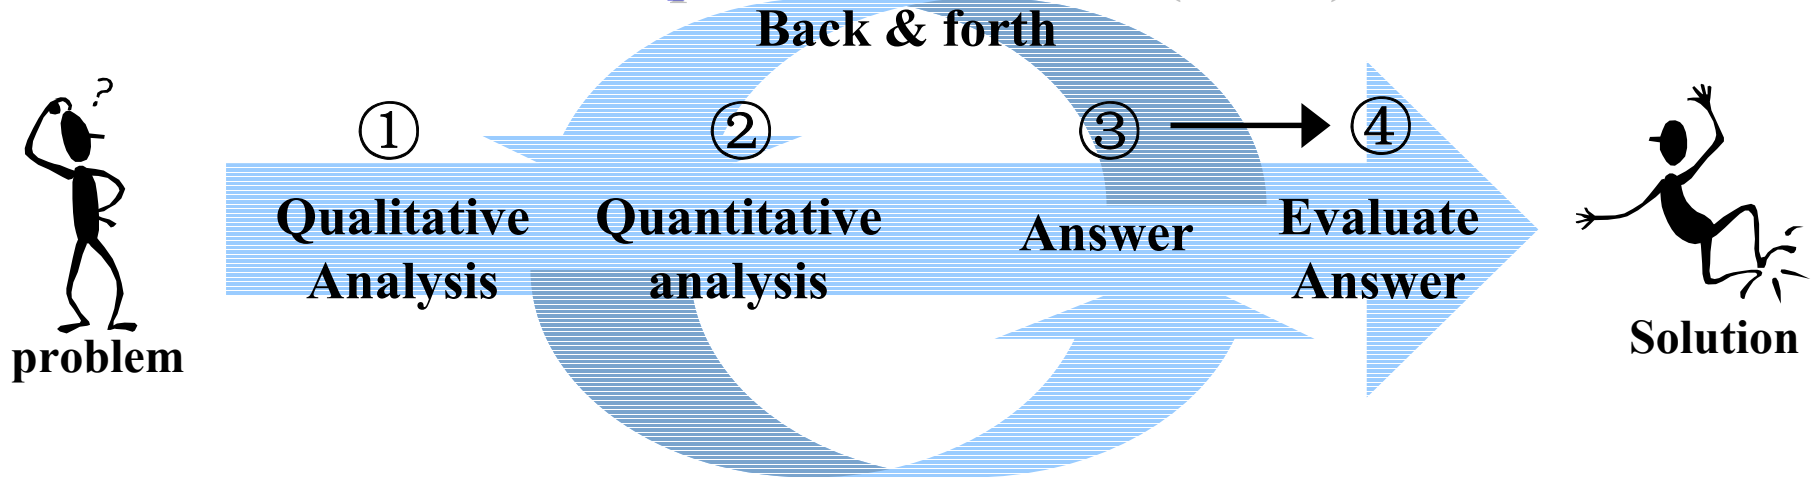 Back & forth
?
① ② ③ ④
Qualitative Analysis
Quantitative analysis
Answer
Evaluate Answer
problem
Solution